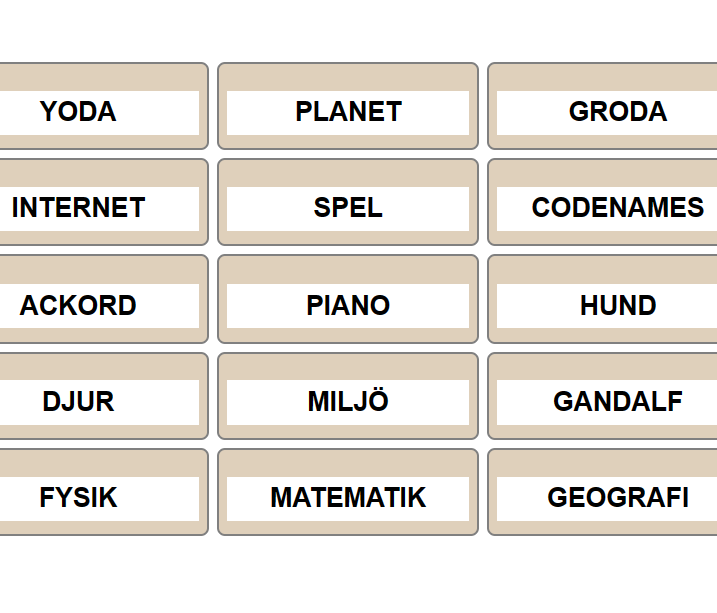 YODA PLANET GRODA
INTERNET SPEL CODENAMES
ACKORD PIANO HUND
DJUR MILJÖ GANDALF
FYSIK MATEMATIK GEOGRAFI